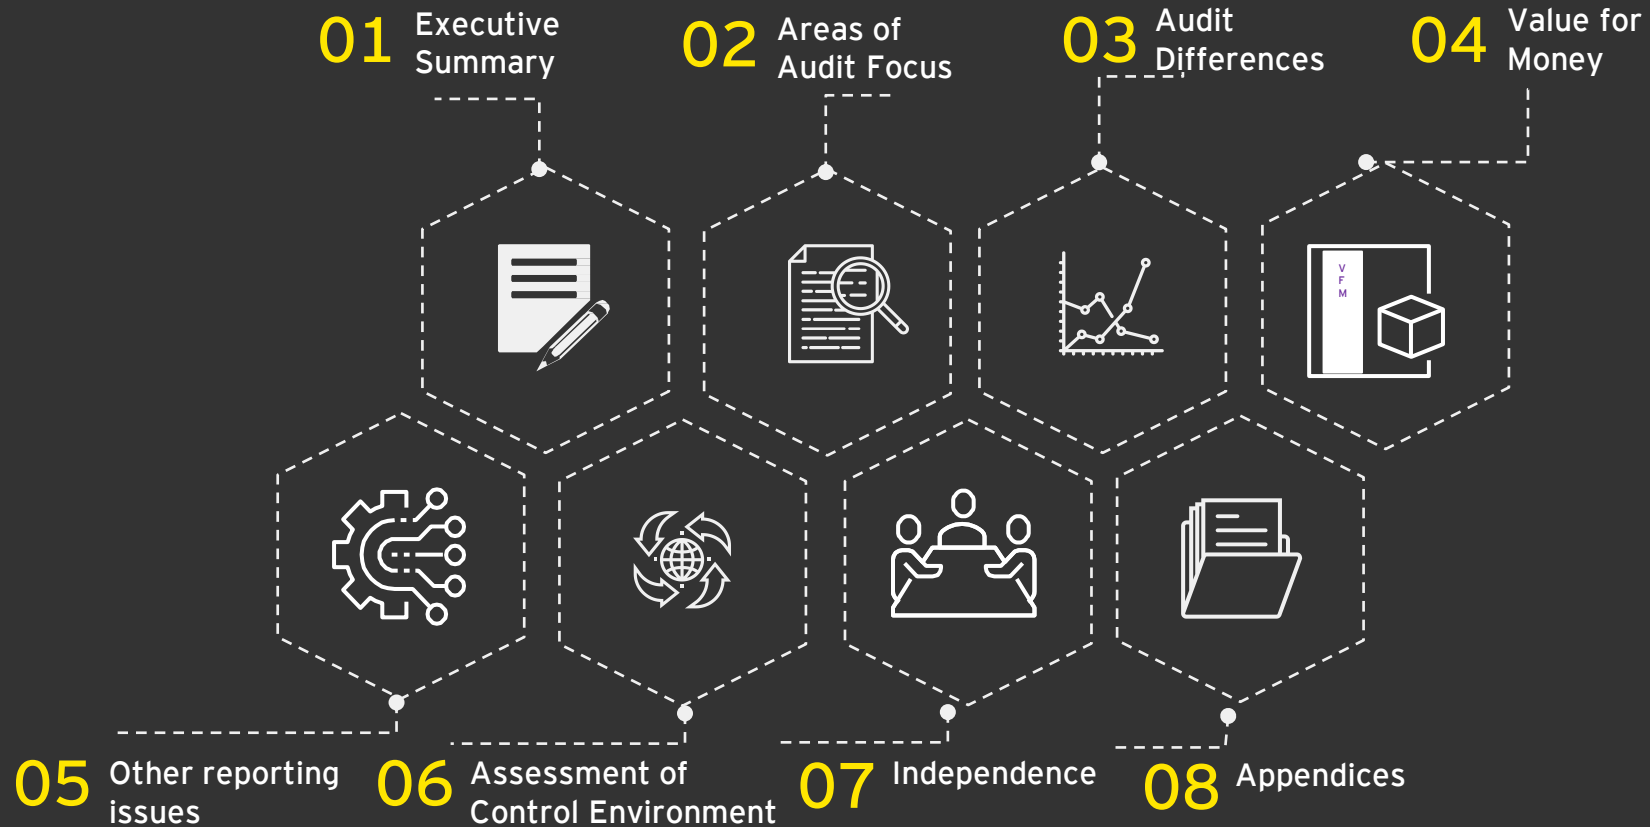 01 Executive
Summary
02 Areas of
Audit Focus
03 Audit
Differences
04 Value for
Money
V
F
M
05 Other reporting
issues
06 Assessment of
Control Environment
07 Independence
08 Appendices